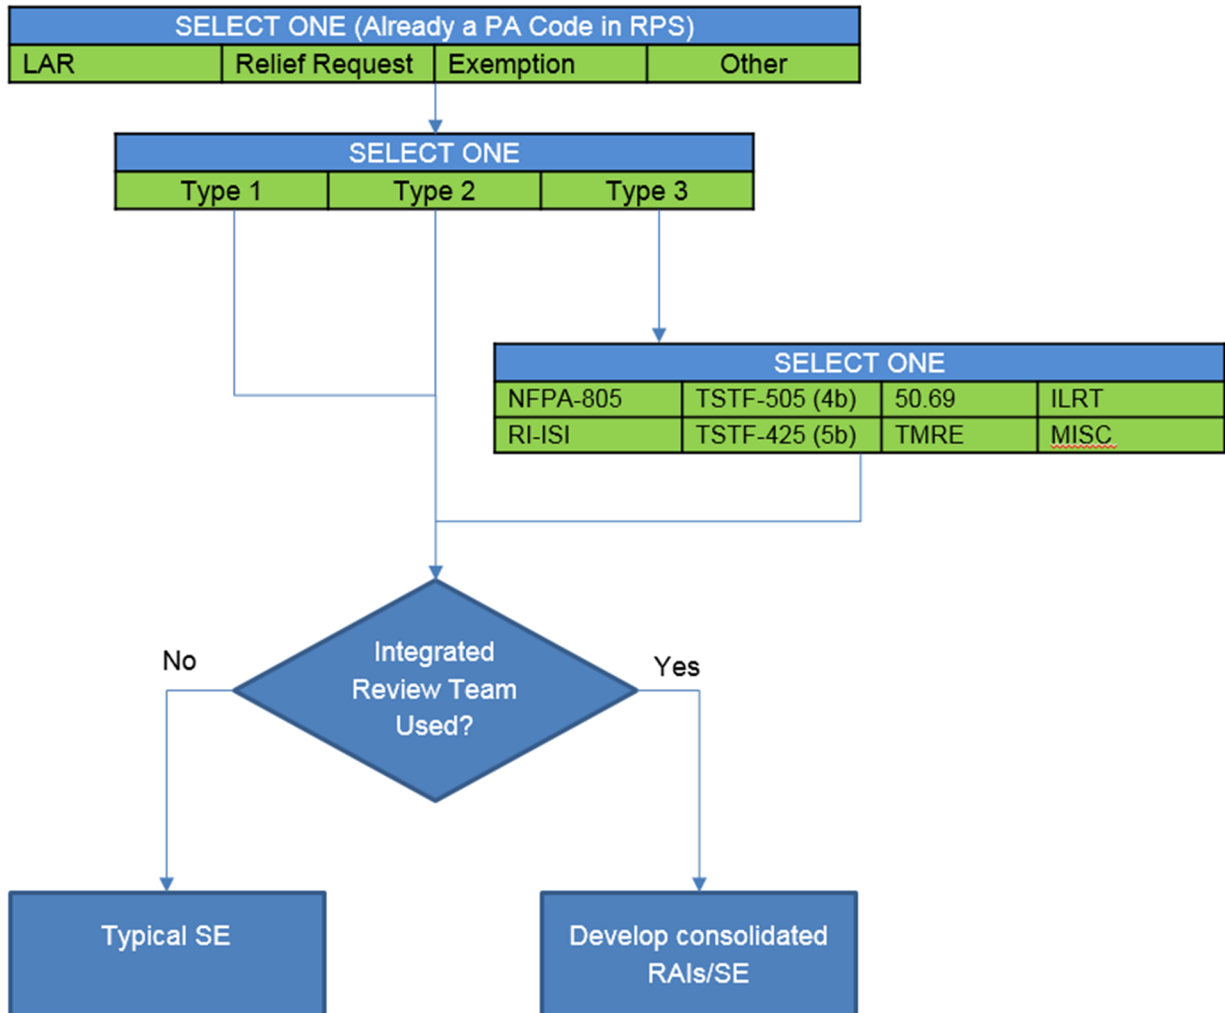 SELECT ONE (Already a PA Code in RPS)
LAR Relief Request Exemption Other
SELECT ONE
Type 1 Type 2 Type 3
SELECT ONE
NFPA-805 TSTF-505 (4b) 50.69 ILRT
RI-ISI TSTF-425 (5b) TMRE MISC
Integrated
Review Team
Used?
No
Yes
Typical SE
Develop consolidated
RAIs/SE